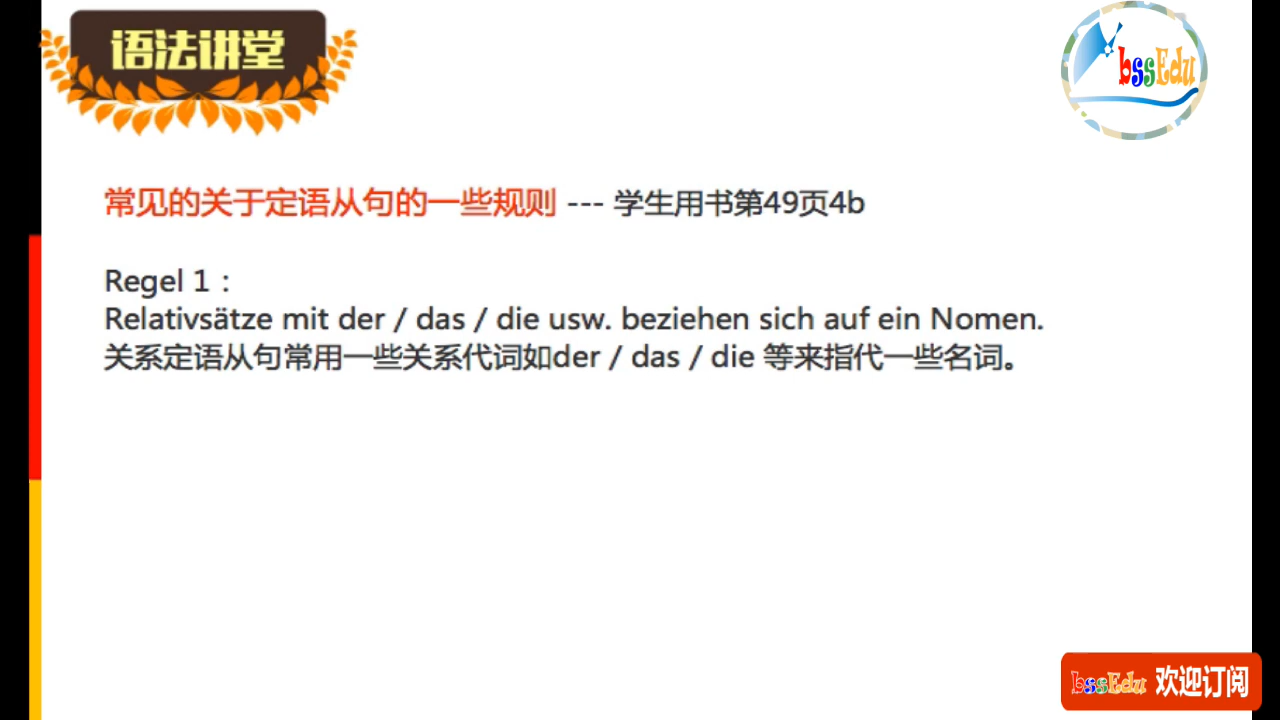 语法讲堂
bssEdu
常见的关于定语从句的一些规则 --- 学生用书第49页4b
Regel 1：
Relativsätze mit der / das / die usw. beziehen sich auf ein Nomen.
关系定语从句常用一些关系代词如der / das / die 等来指代一些名词。
bssEdu 欢迎订阅